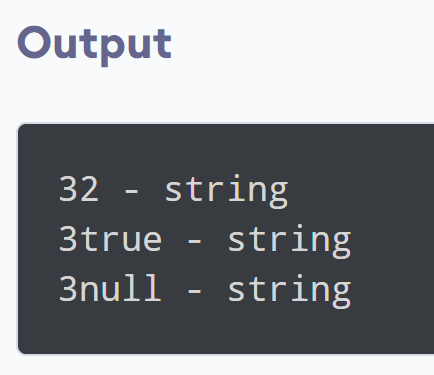 Output
32 - string
3true - string
3null - string